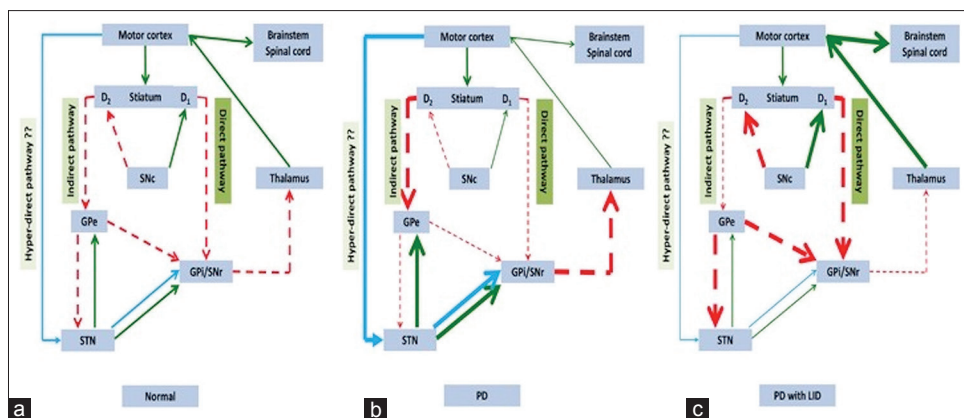 Motor cortex
Brainstem
Spinal cord
D2 Stiatum D1
Hyper-direct pathway ??
Indirect pathway
Direct pathway
SNc
Thalamus
GPe
GPi/SNr
STN
a
Normal
Motor cortex
Brainstem
Spinal cord
D2 Stiatum D1
Hyper-direct pathway ??
Indirect pathway
Direct pathway
SNc
Thalamus
GPe
GPi/SNr
STN
b
PD
Motor cortex
Brainstem
Spinal cord
D2 Stiatum D1
Hyper-direct pathway ??
Indirect pathway
Direct pathway
SNc
Thalamus
GPe
GPi/SNr
STN
c
PD with LID